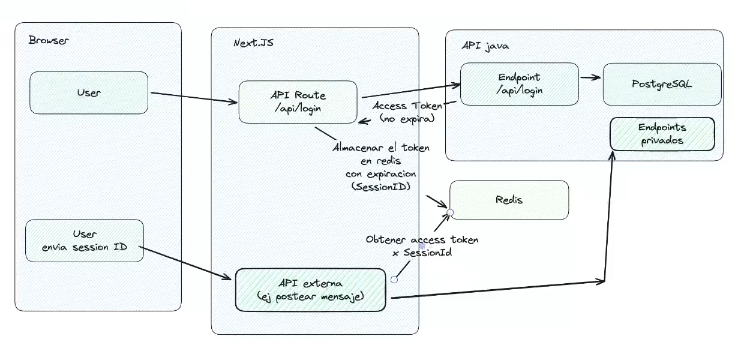 Browser
Next.JS
API java
User
API Route
/api/login
Endpoint
/api/login
PostgreSQL
Access Token
(no expira)
Endpoints
privados
Almacenar el token
en redis
con expiracion
(SessionID)
Redis
User
envia session ID
Obtener access token
x SessionId
API externa
(ej postear mensaje)